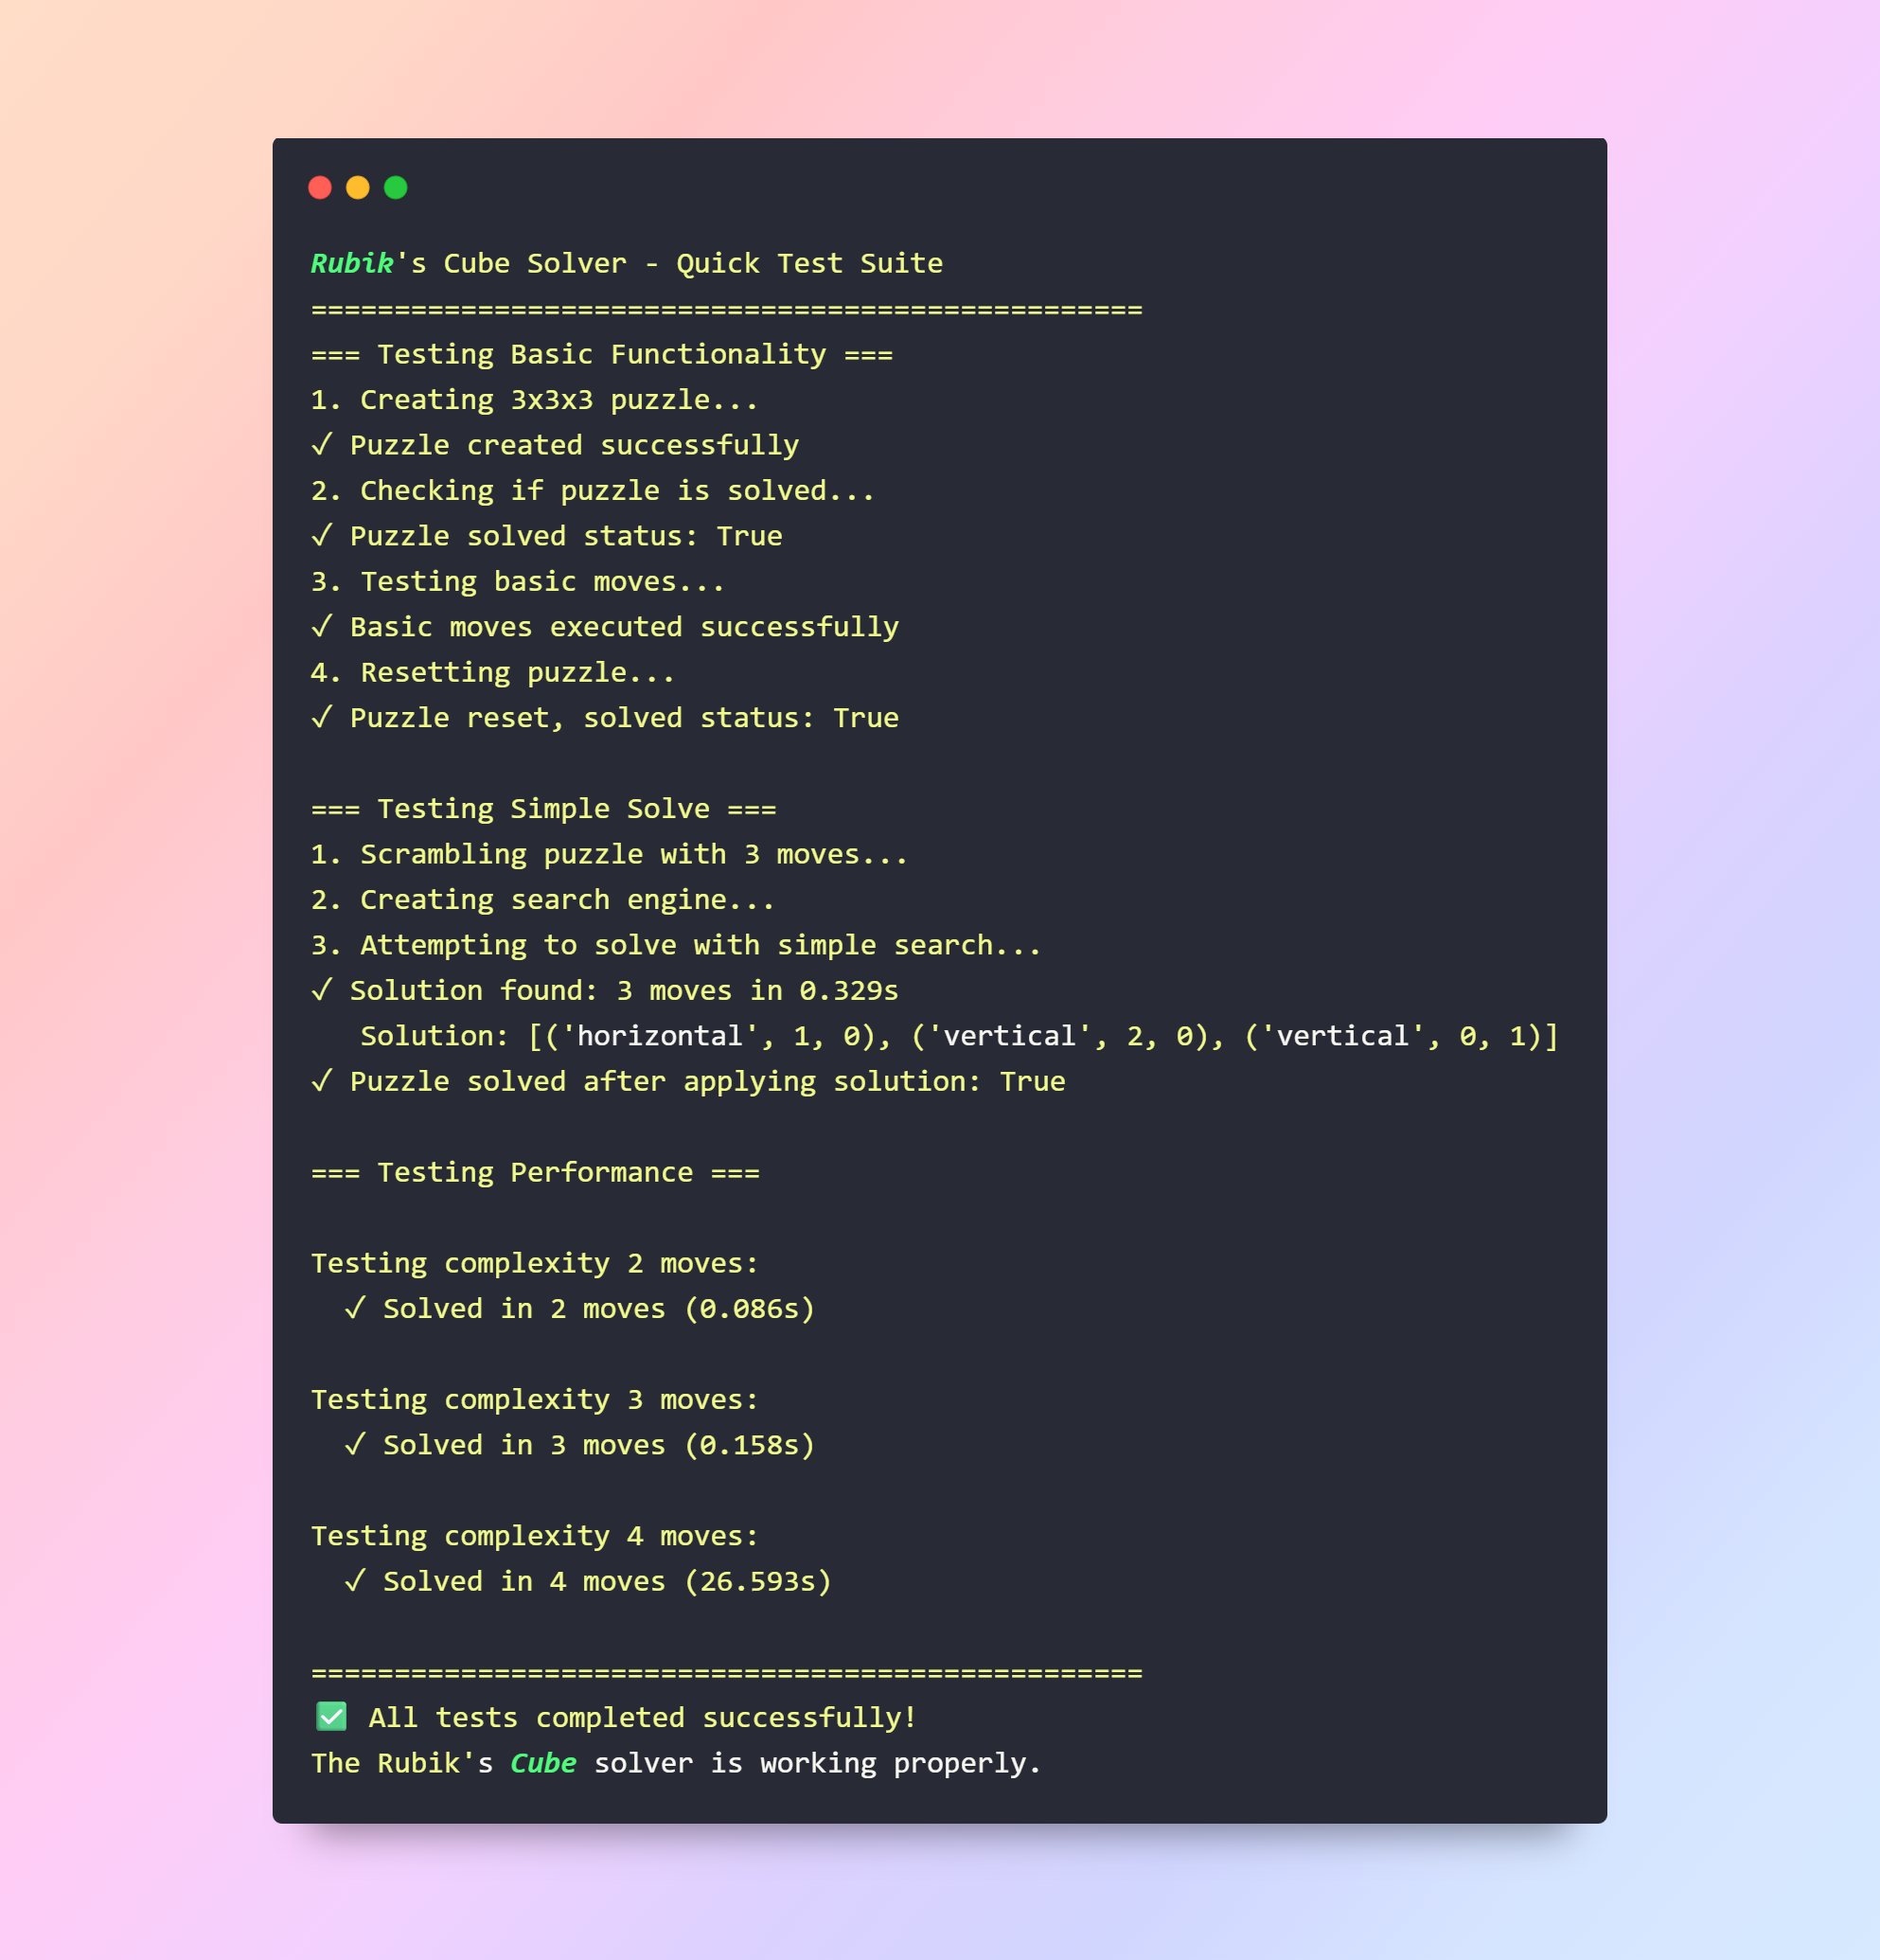 Rubik's Cube Solver - Quick Test Suite
==================================================
=== Testing Basic Functionality ===
1. Creating 3x3x3 puzzle...
✓ Puzzle created successfully
2. Checking if puzzle is solved...
✓ Puzzle solved status: True
3. Testing basic moves...
✓ Basic moves executed successfully
4. Resetting puzzle...
✓ Puzzle reset, solved status: True

=== Testing Simple Solve ===
1. Scrambling puzzle with 3 moves...
2. Creating search engine...
3. Attempting to solve with simple search...
✓ Solution found: 3 moves in 0.329s
   Solution: [('horizontal', 1, 0), ('vertical', 2, 0), ('vertical', 0, 1)]
✓ Puzzle solved after applying solution: True

=== Testing Performance ===

Testing complexity 2 moves:
  ✓ Solved in 2 moves (0.086s)

Testing complexity 3 moves:
  ✓ Solved in 3 moves (0.158s)

Testing complexity 4 moves:
  ✓ Solved in 4 moves (26.593s)

==================================================
✅ All tests completed successfully!
The Rubik's Cube solver is working properly.